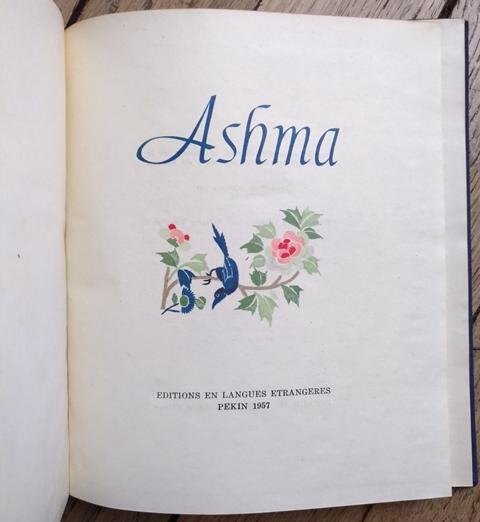 Ashma
EDITIONS EN LANGUES ETRANGERES
PEKIN 1957